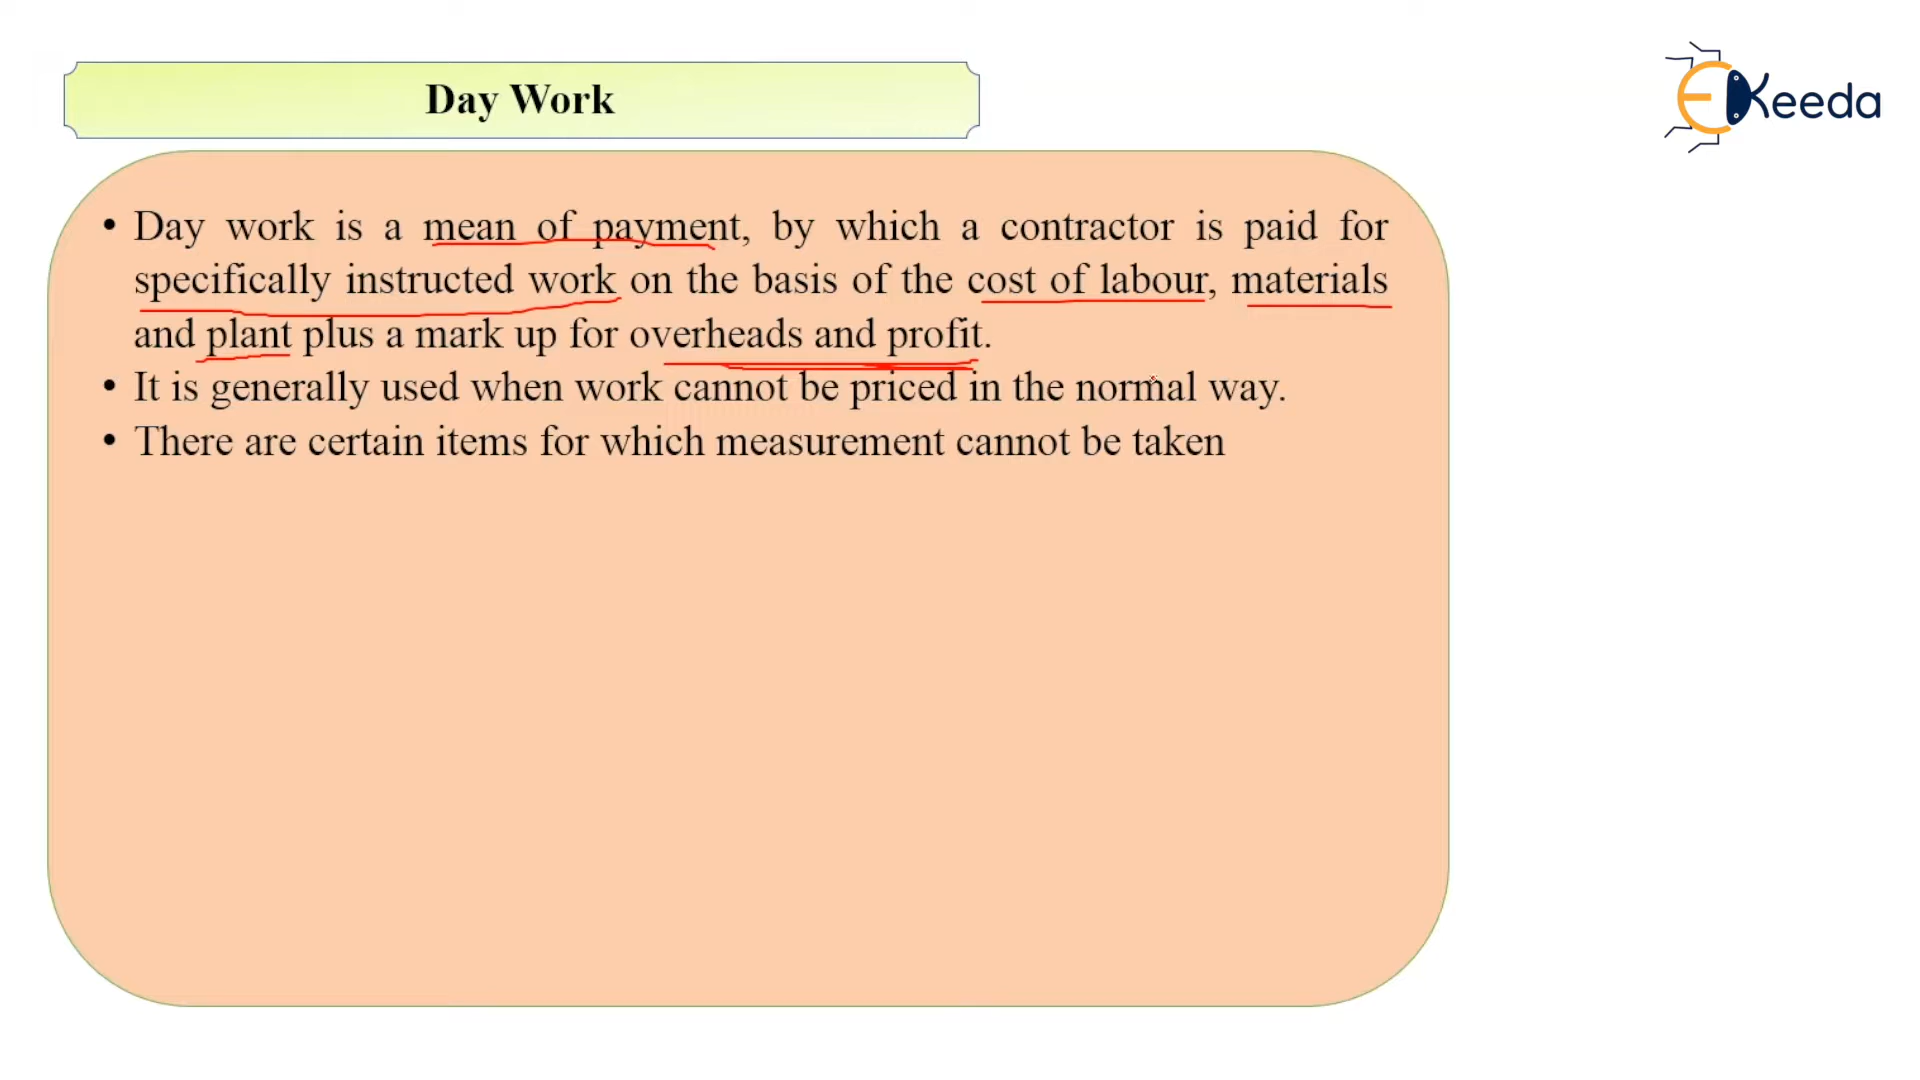 Day Work
EKeeda
• Day work is a mean of payment, by which a contractor is paid for
specifically instructed work on the basis of the cost of labour, materials
and plant plus a mark up for overheads and profit.
• It is generally used when work cannot be priced in the normal way.
• There are certain items for which measurement cannot be taken